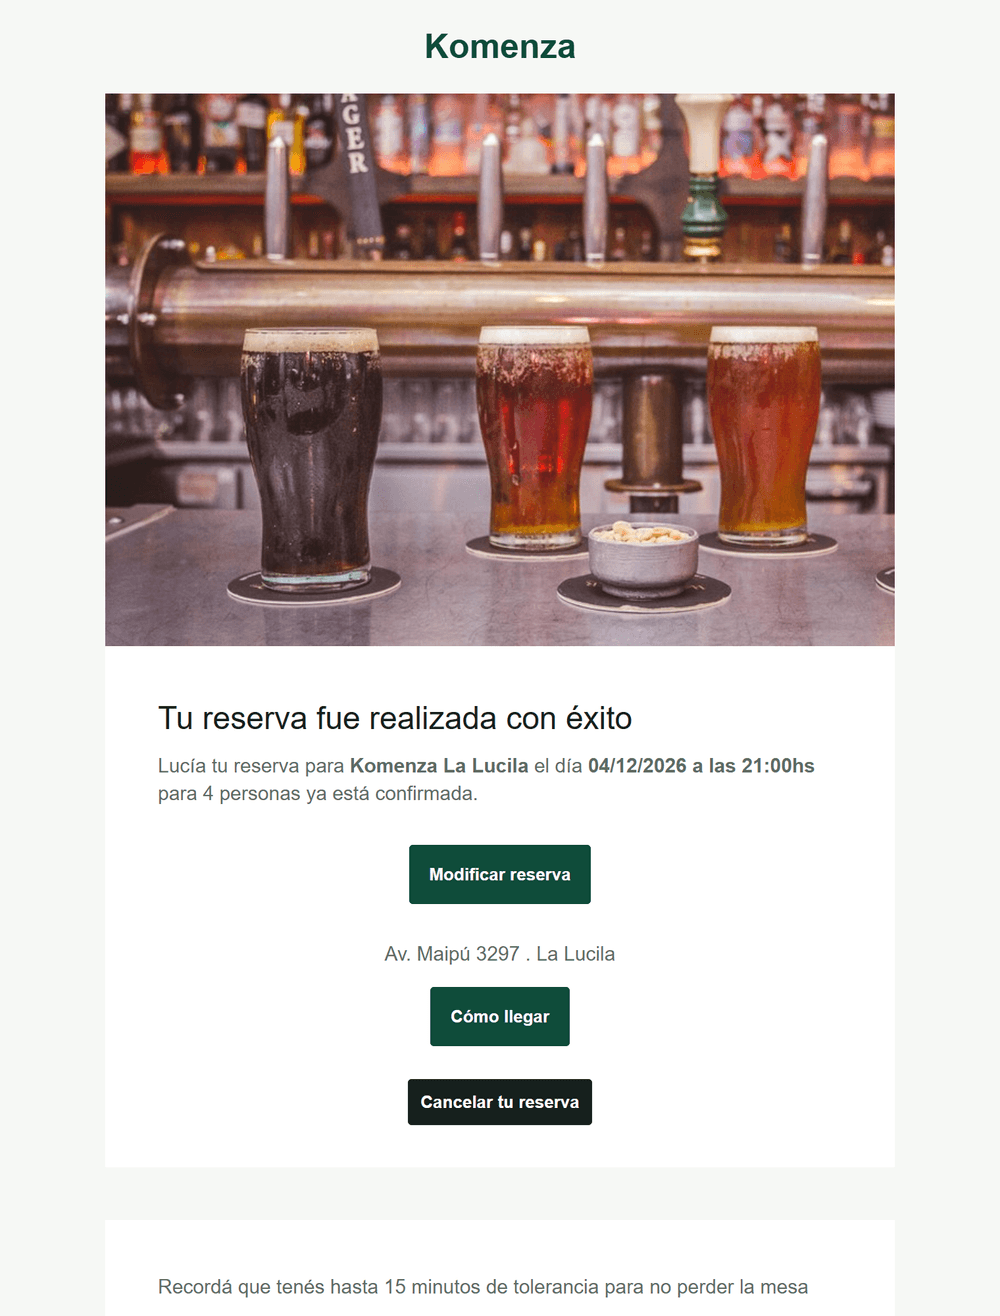 Komenza
AGER
Tu reserva fue realizada con éxito
Lucía tu reserva para Komenza La Lucila el día 04/12/2026 a las 21:00hs
para 4 personas ya está confirmada.
Modificar reserva
Av. Maipú 3297 . La Lucila
Cómo llegar
Cancelar tu reserva
Recordá que tenés hasta 15 minutos de tolerancia para no perder la mesa